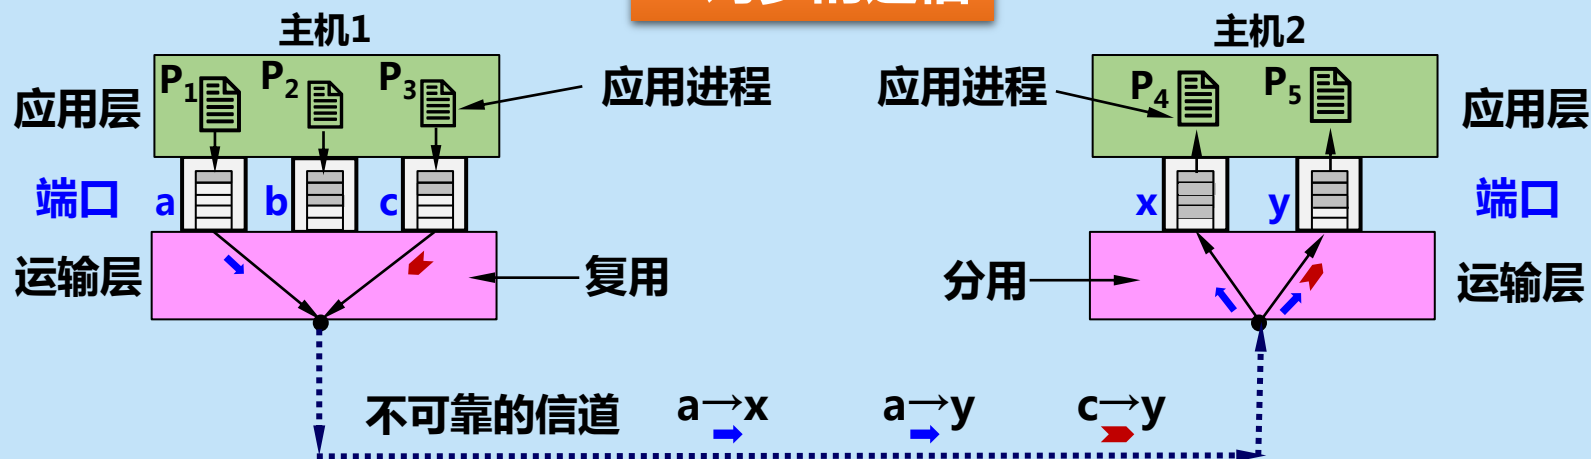 主机1
主机2
P1
P2
P3
应用进程
应用进程
P4
P5
应用层
应用层
端口
a
b
c
x
y
端口
运输层
复用
分用
运输层
不可靠的信道
a→x
a→y
c→y